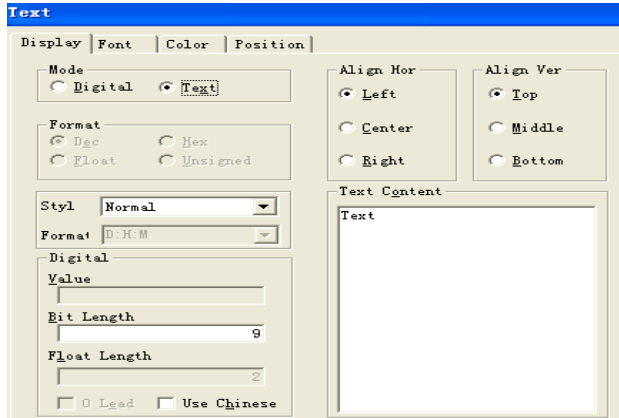 Text
Display Font Color Position
Mode
Digital Text
Format
Dec Hex
Float Unsigned
Styl Normal
Format D:H:M
Digital
Value
Bit Length
9
Float Length
2
0 Lead Use Chinese
Align Hor
Left
Center
Right
Align Ver
Top
Middle
Bottom
Text Content
Text